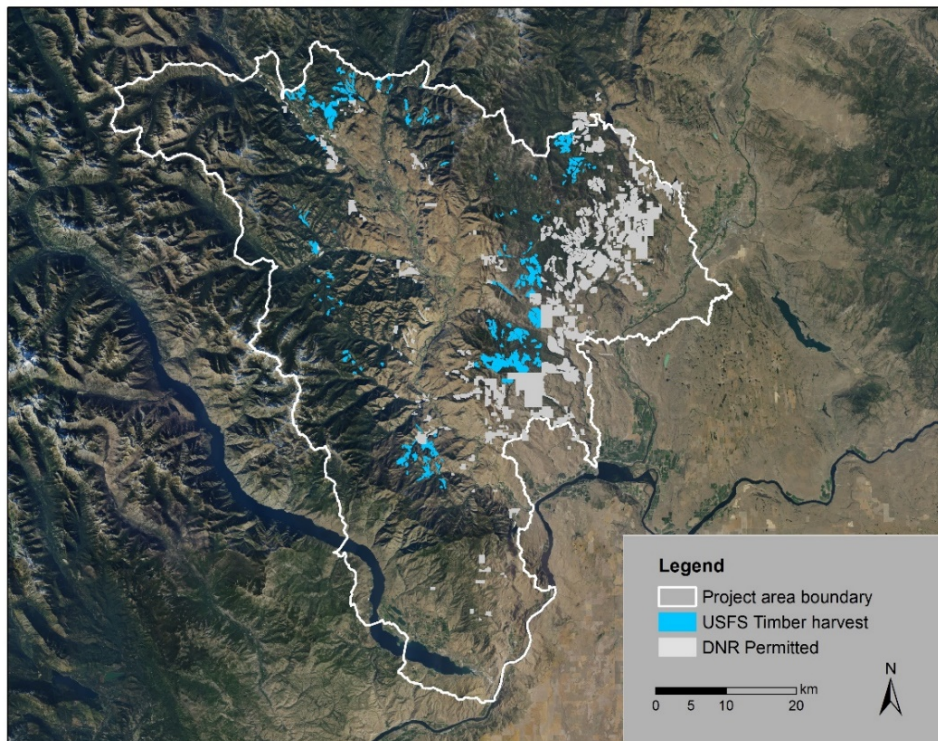 Legend
Project area boundary
USFS Timber harvest
DNR Permitted
N
km
0 5 10 20